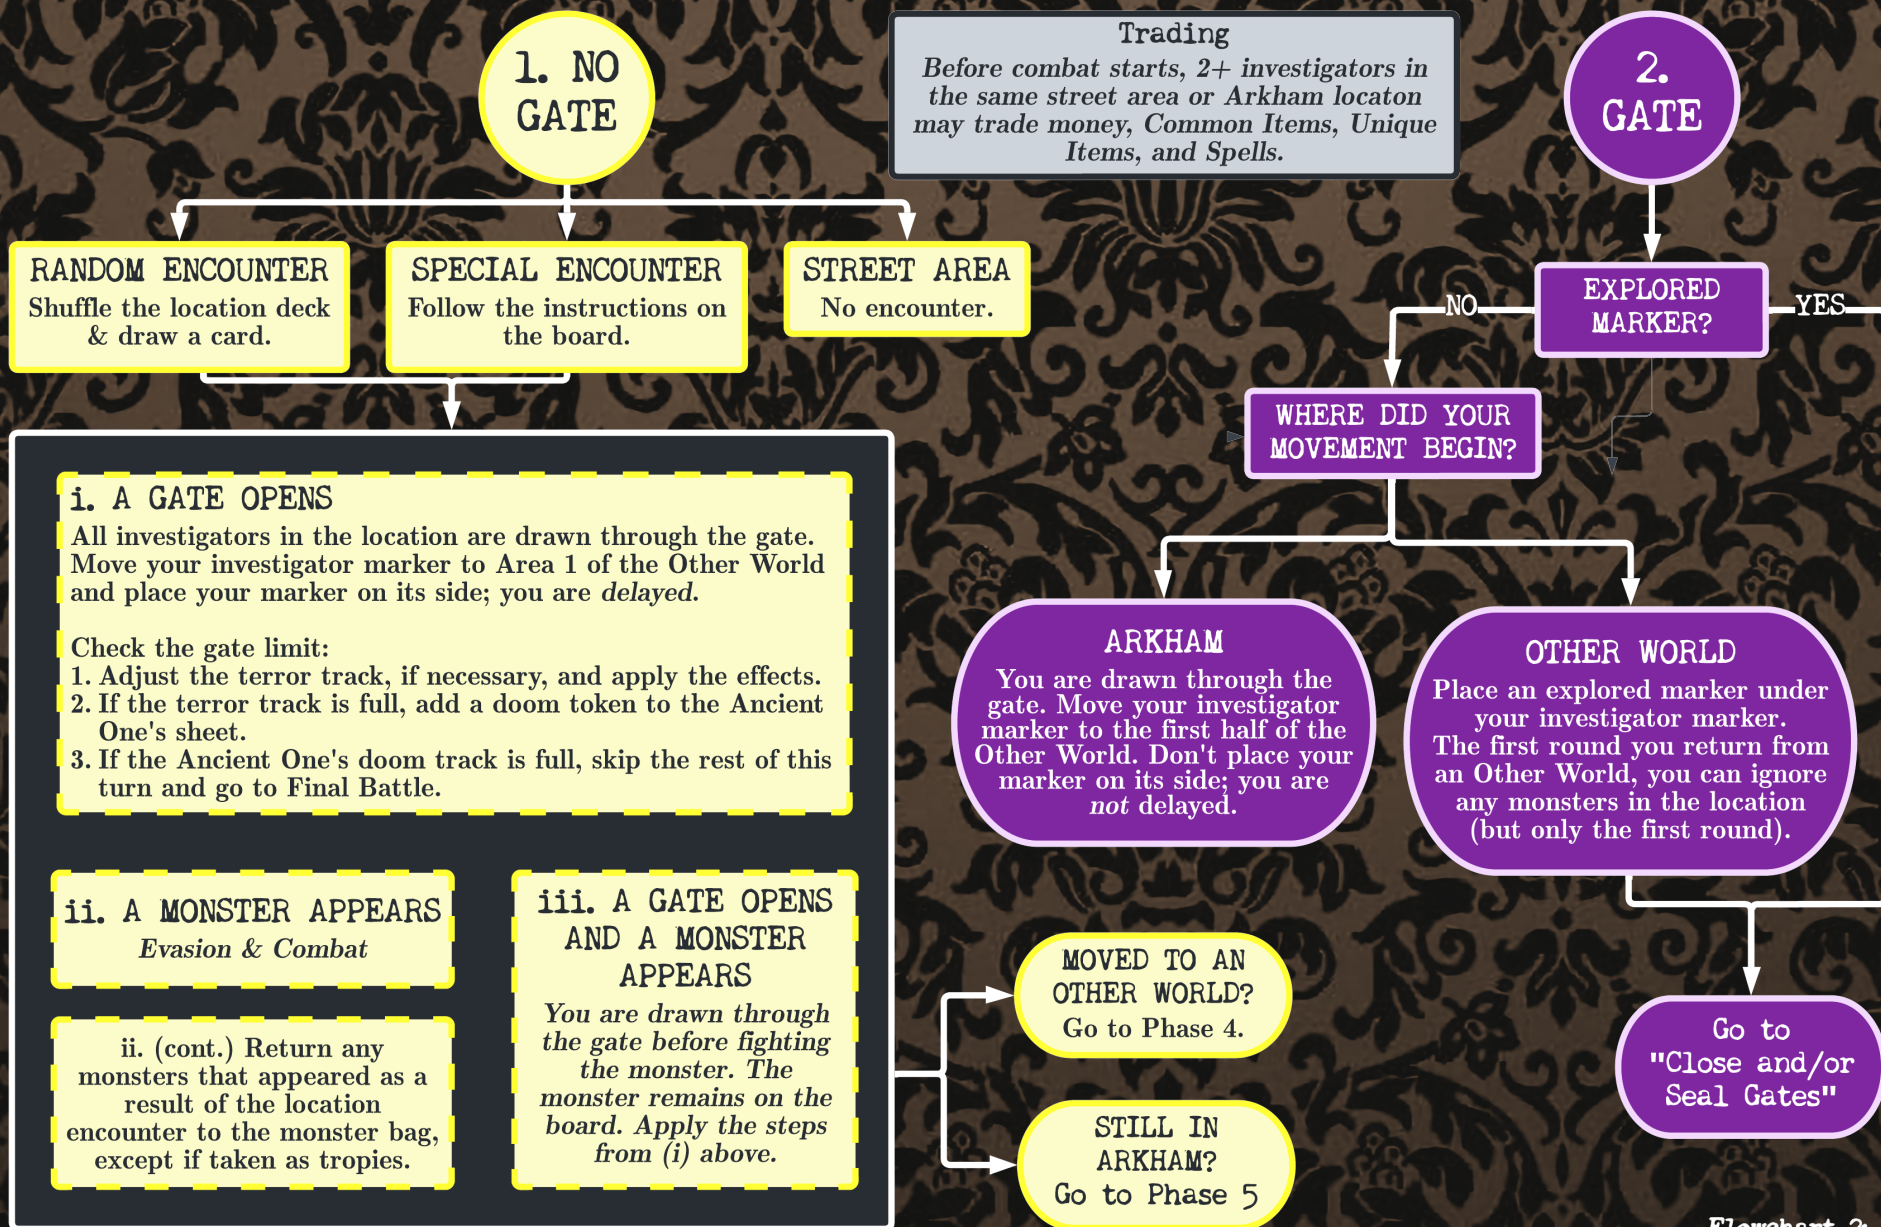 1. NO
GATE
Trading
Before combat starts, 2+ investigators in
the same street area or Arkham locaton
may trade money, Common Items, Unique
Items, and Spells.
2.
GATE
RANDOM ENCOUNTER
Shuffle the location deck
& draw a card.
SPECIAL ENCOUNTER
Follow the instructions on
the board.
STREET AREA
No encounter.
EXPLORED
MARKER?
NO
YES
WHERE DID YOUR
MOVEMENT BEGIN?
i. A GATE OPENS
All investigators in the location are drawn through the gate.
Move your investigator marker to Area 1 of the Other World
and place your marker on its side; you are delayed.
Check the gate limit:
1. Adjust the terror track, if necessary, and apply the effects.
2. If the terror track is full, add a doom token to the Ancient
One's sheet.
3. If the Ancient One's doom track is full, skip the rest of this
turn and go to Final Battle.
ii. A MONSTER APPEARS
Evasion & Combat
ii. (cont.) Return any
monsters that appeared as a
result of the location
encounter to the monster bag,
except if taken as tropies.
iii. A GATE OPENS
AND A MONSTER
APPEARS
You are drawn through
the gate before fighting
the monster. The
monster remains on the
board. Apply the steps
from (i) above.
ARKHAM
You are drawn through the
gate. Move your investigator
marker to the first half of the
Other World. Don't place your
marker on its side; you are
not delayed.
OTHER WORLD
Place an explored marker under
your investigator marker.
The first round you return from
an Other World, you can ignore
any monsters in the location
(but only the first round).
MOVED TO AN
OTHER WORLD?
Go to Phase 4.
STILL IN
ARKHAM?
Go to Phase 5
Go to
"Close and/or
Seal Gates"
Flowchart